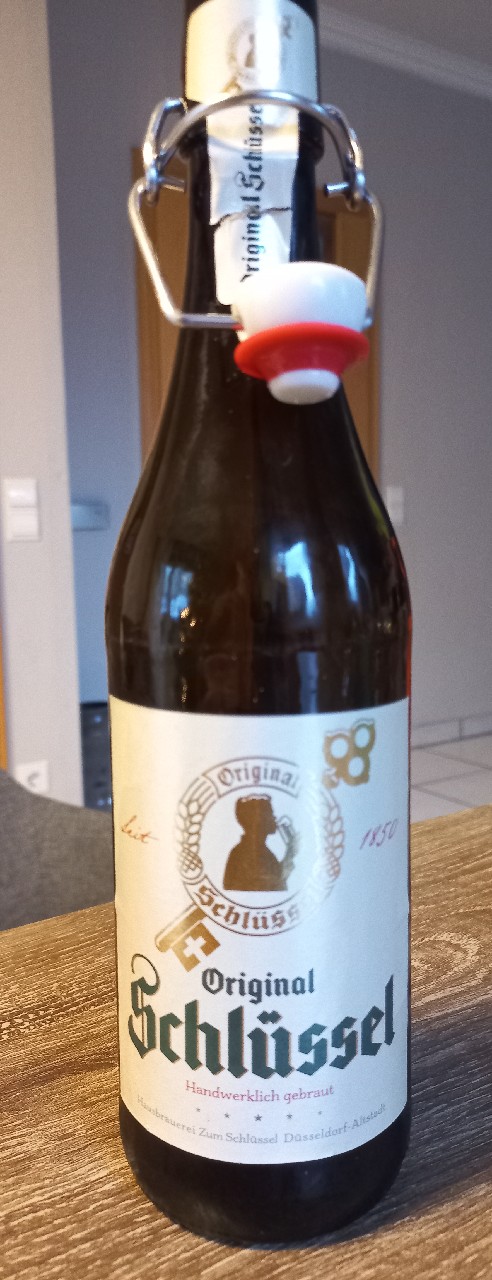 Original Schlüssel
Original
Schlüssel
Seit
1850
Original
Schlüssel
Handwerklich gebraut
Hausbrauerei Zum Schlüssel Düsseldorf-Altstadt